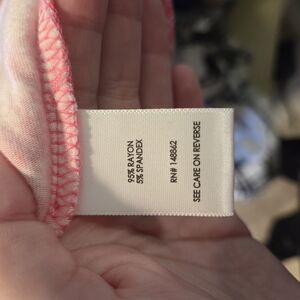 95% RAYON
5% SPANDEX
RN# 148862
SEE CARE ON REVERSE